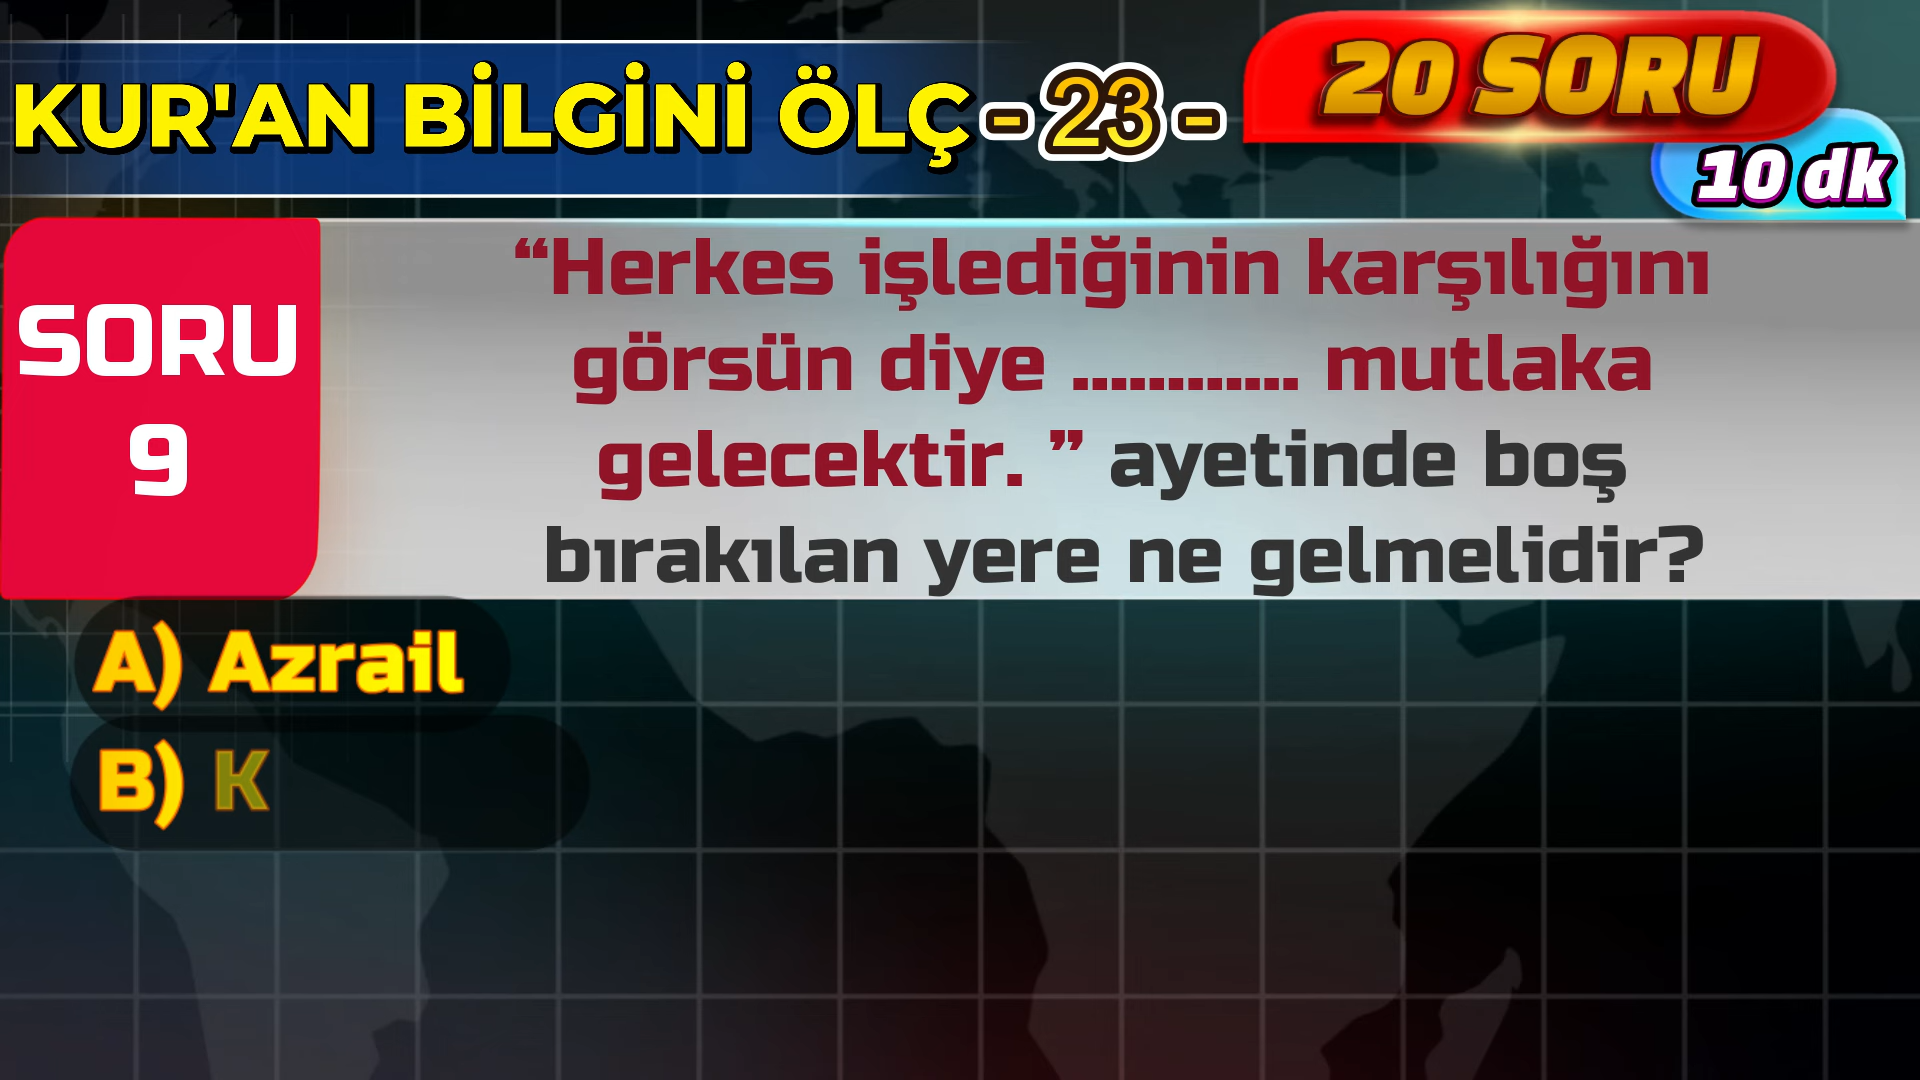 KUR'AN BİLGİNİ ÖLÇ - 23 -
20 SORU
10 dk
SORU
9
“Herkes işlediğinin karşılığını
görsün diye ............ mutlaka
gelecektir. ” ayetinde boş
bırakılan yere ne gelmelidir?
A) Azrail
B) K